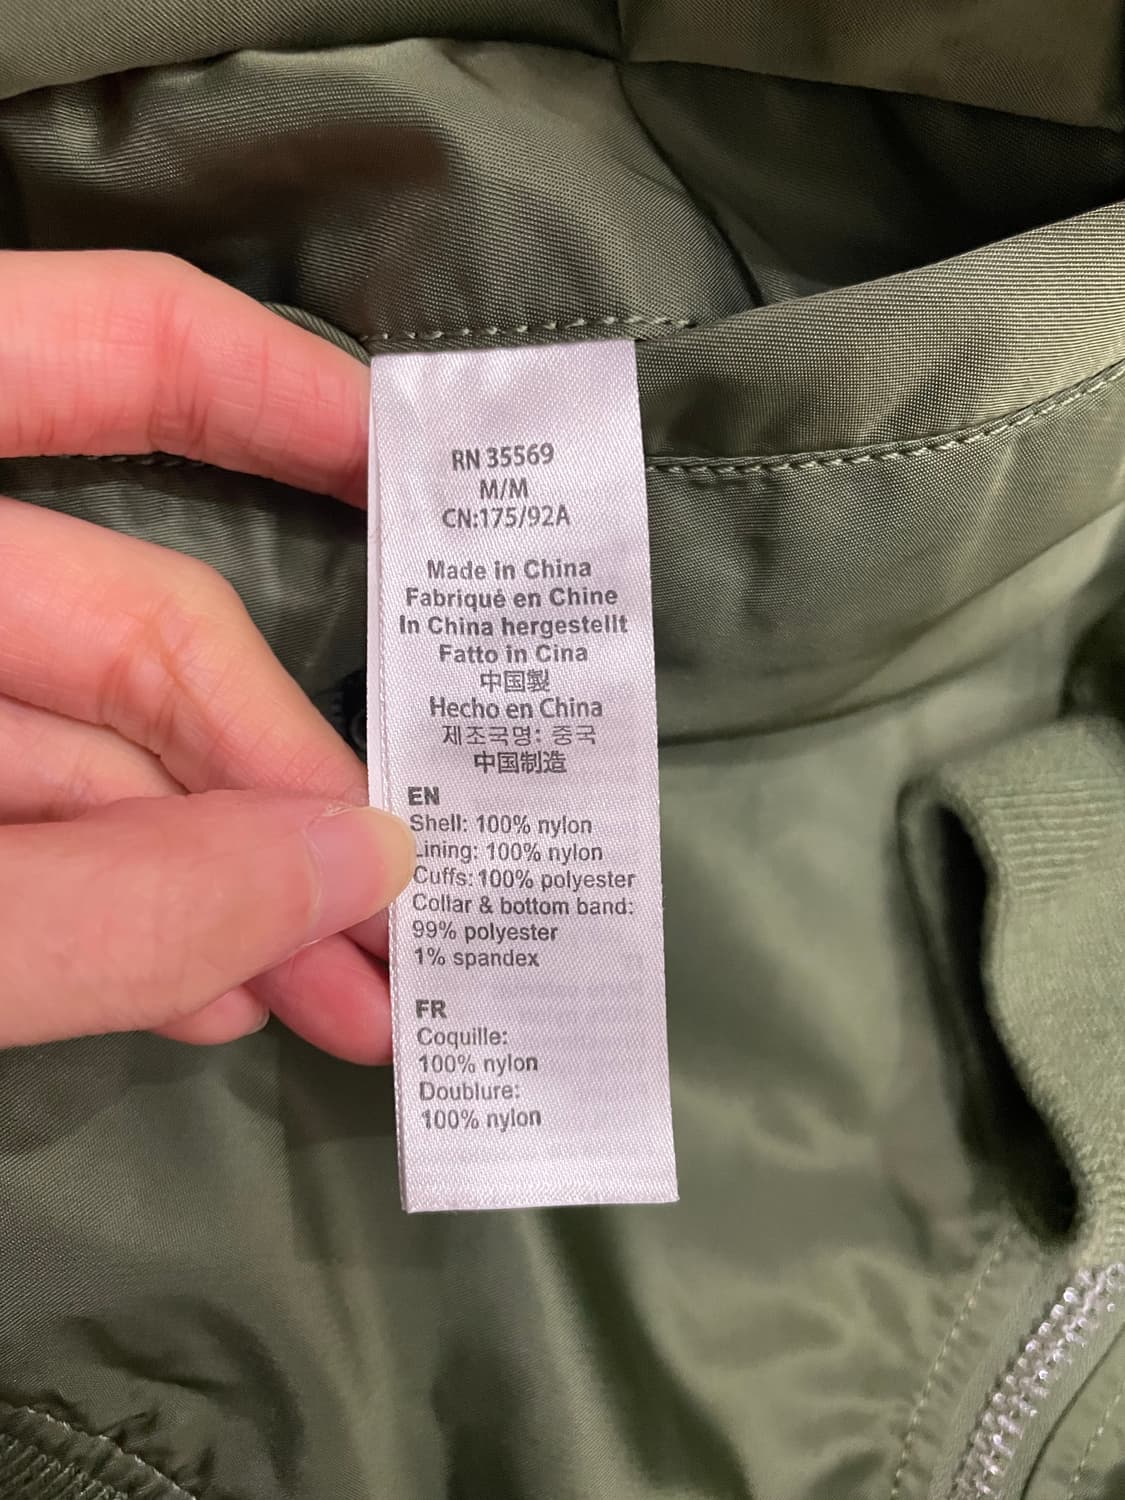 RN 35569
M/M
CN:175/92A
Made in China
Fabriqué en Chine
In China hergestellt
Fatto in Cina
中国製
Hecho en China
제조국명: 중국
中国制造
EN
Shell: 100% nylon
Lining: 100% nylon
Cuffs: 100% polyester
Collar & bottom band:
99% polyester
1% spandex
FR
Coquille:
100% nylon
Doublure:
100% nylon